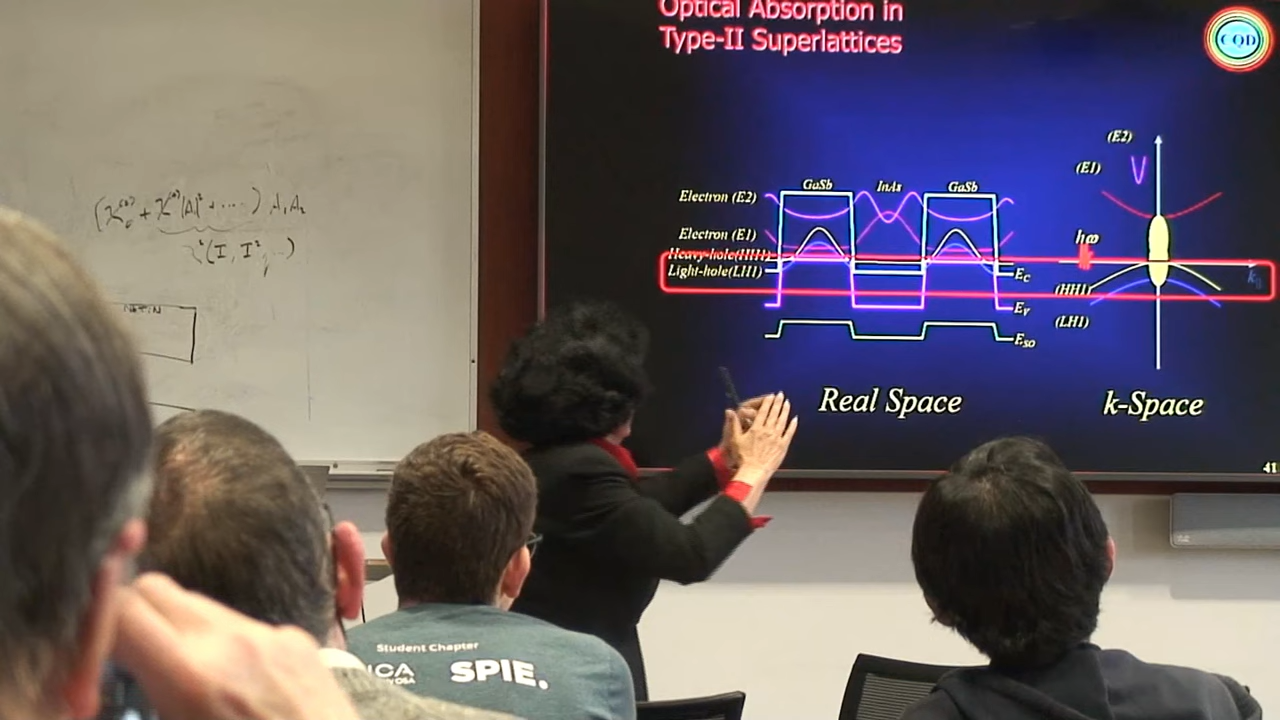 Optical Absorption in
Type-II Superlattices
CQD
(E2)
(E1)
GaSb
InAs
GaSb
Electron (E2)
Electron (E1)
Heavy-hole(HH1)
Light-hole(LH1)
ħω
E_C
k_||
(HH1)
E_V
(LH1)
E_SO
Real Space
k-Space
41
Student Chapter
SPIE.